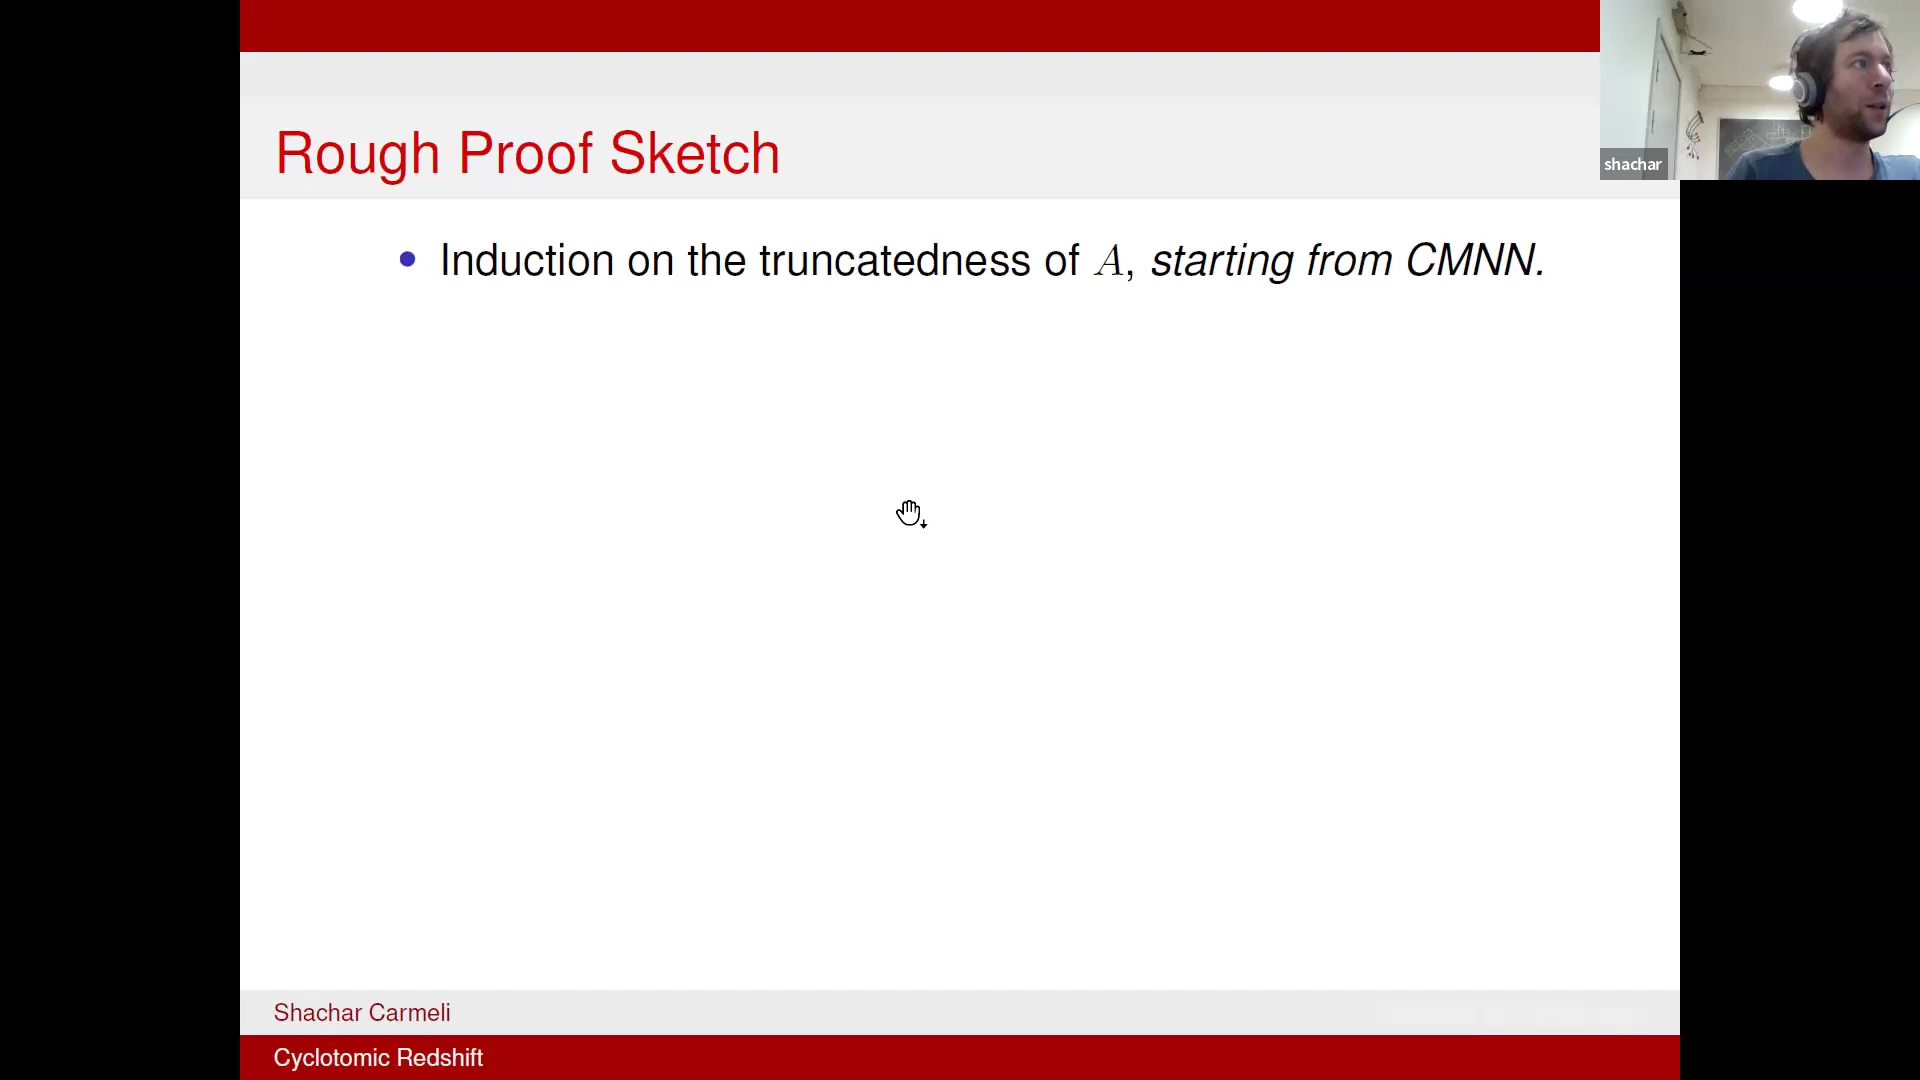 Rough Proof Sketch
shachar
• Induction on the truncatedness of A, starting from CMNN.
Shachar Carmeli
Cyclotomic Redshift